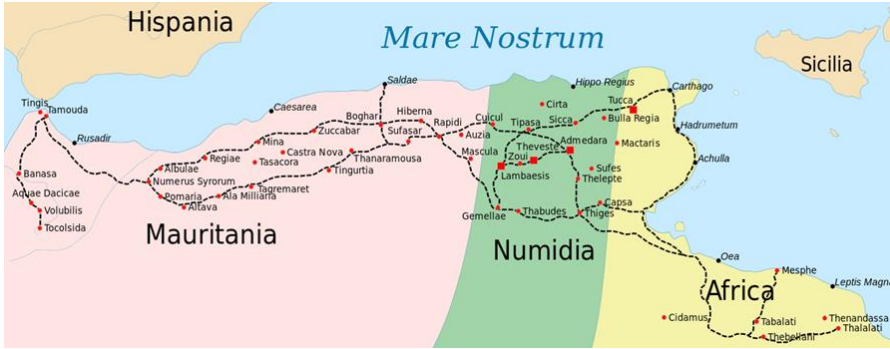 Hispania
Mare Nostrum
Sicilia
Saldae
Hippo Regius
Carthago
Tingis
Tamouda
Caesarea
Boghar
Hiberna
Cirta
Tucca
Rusadir
Zuccabar
Rapidi
Cuicul
Tipasa
Sicca
Bulla Regia
Hadrumetum
Mina
Sufasar
Auzia
Admedara
Mactaris
Regiae
Castra Nova
Thanaramousa
Theveste
Mascula
Zoui
Achulla
Tasacora
Albulae
Tingurtia
Lambaesis
Sufes
Thelepte
Banasa
Numerus Syrorum
Tagremaret
Aquae Dacicae
Pomaria
Ala Milliaria
Altava
Volubilis
Gemellae
Thabudes
Thiges
Capsa
Tocolsida
Mauritania
Numidia
Oea
Mesphe
Africa
Leptis Magn
Cidamus
Tabalati
Thenandassa
Thebellani
Thalalati